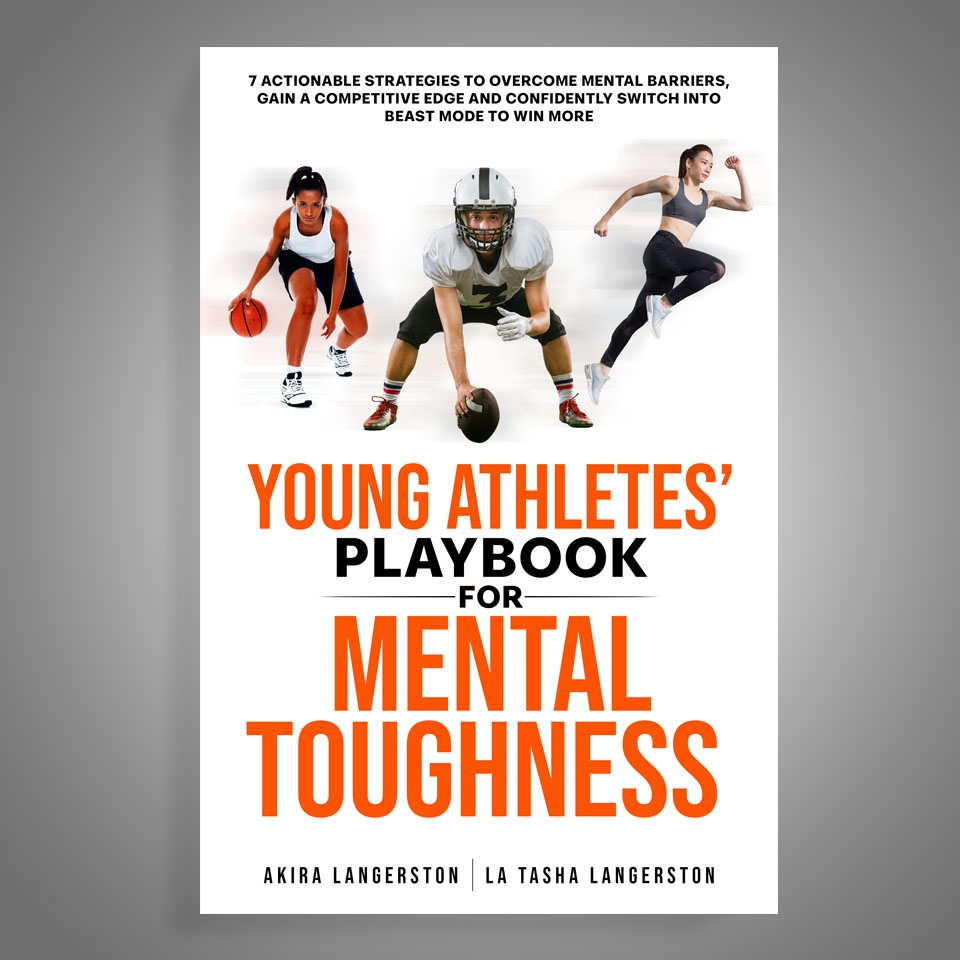 7 ACTIONABLE STRATEGIES TO OVERCOME MENTAL BARRIERS,
GAIN A COMPETITIVE EDGE AND CONFIDENTLY SWITCH INTO
BEAST MODE TO WIN MORE
3
YOUNG ATHLETES’
PLAYBOOK
FOR
MENTAL
TOUGHNESS
AKIRA LANGERSTON | LA TASHA LANGERSTON